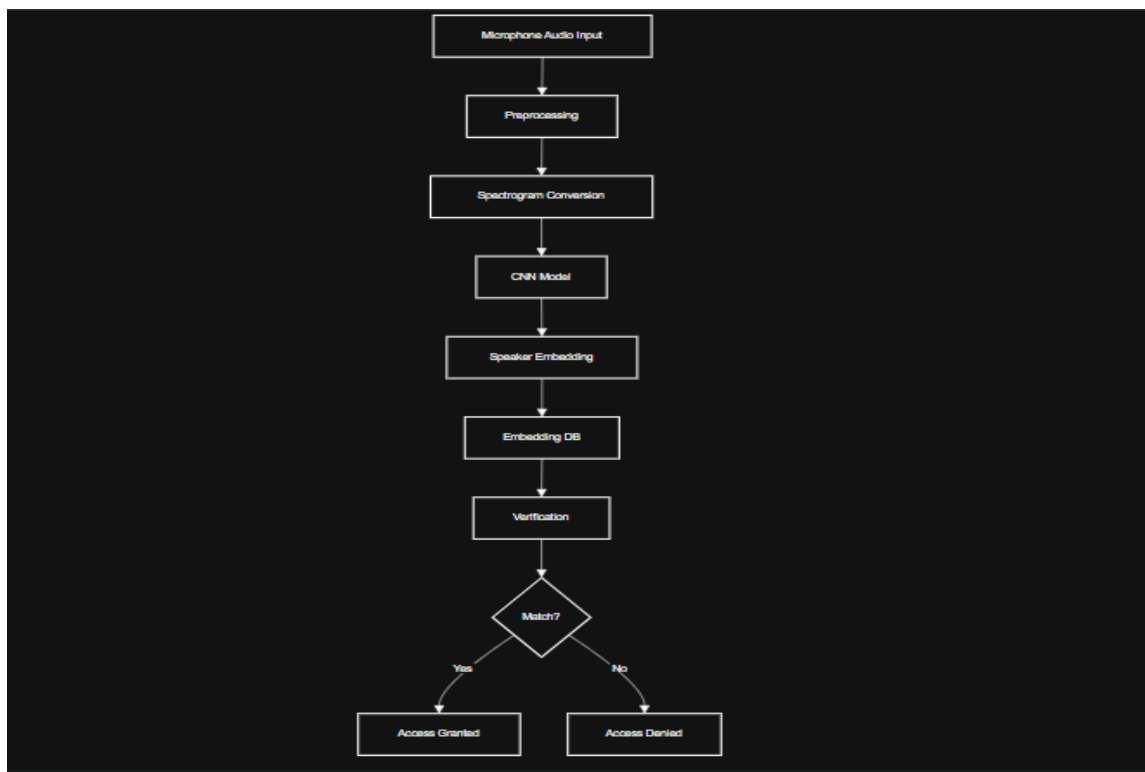 Microphone Audio Input
Preprocessing
Spectrogram Conversion
CNN Model
Speaker Embedding
Embedding DB
Verification
Match?
Yes
No
Access Granted
Access Denied